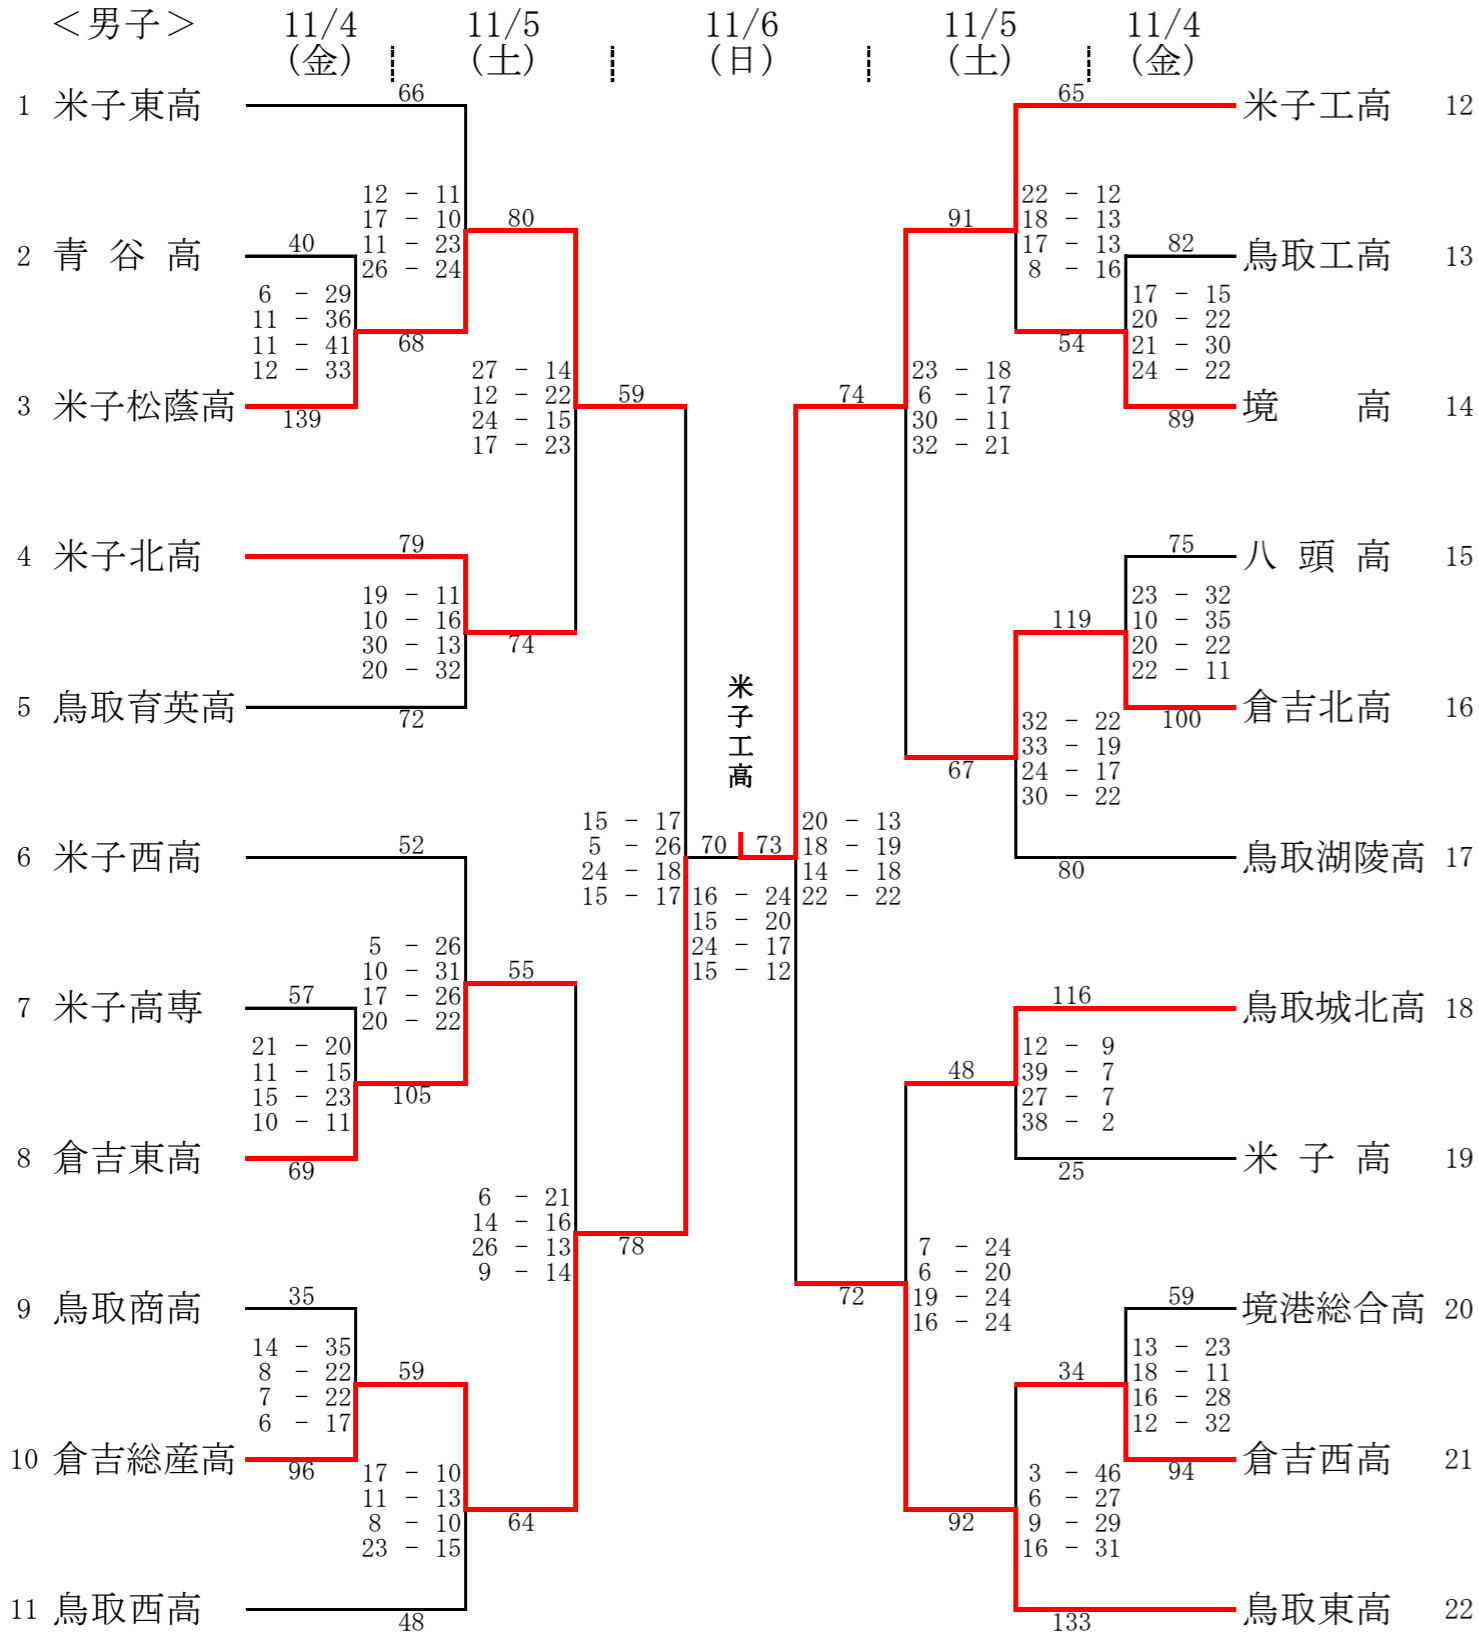 ＜男子＞ 11/4 11/5 11/6 11/5 11/4
(金) (土) (日) (土) (金)
1 米子東高
66
12 - 11
17 - 10
11 - 23
26 - 24
80
2 青谷高
40
6 - 29
11 - 36
11 - 41
12 - 33
68
3 米子松蔭高
139
27 - 14
12 - 22
24 - 15
17 - 23
59
4 米子北高
79
19 - 11
10 - 16
30 - 13
20 - 32
74
5 鳥取育英高
72
6 米子西高
52
15 - 17
5 - 26
24 - 18
15 - 17
5 - 26
10 - 31
17 - 26
20 - 22
55
7 米子高専
57
21 - 20
11 - 15
15 - 23
10 - 11
105
8 倉吉東高
69
6 - 21
14 - 16
26 - 13
9 - 14
78
9 鳥取商高
35
14 - 35
8 - 22
7 - 22
6 - 17
59
10 倉吉総産高
96
17 - 10
11 - 13
8 - 10
23 - 15
64
11 鳥取西高
48
米子工高
70 73
16 - 24
15 - 20
24 - 17
15 - 12
65
米子工高 12
91
22 - 12
18 - 13
17 - 13
8 - 16
82
鳥取工高 13
17 - 15
20 - 22
21 - 30
24 - 22
54
74
23 - 18
6 - 17
30 - 11
32 - 21
89
境高 14
75
八頭高 15
23 - 32
10 - 35
20 - 22
22 - 11
119
100
倉吉北高 16
32 - 22
33 - 19
24 - 17
30 - 22
67
20 - 13
18 - 19
14 - 18
22 - 22
80
鳥取湖陵高 17
116
鳥取城北高 18
12 - 9
39 - 7
27 - 7
38 - 2
48
25
米子高 19
7 - 24
6 - 20
19 - 24
16 - 24
72
59
境港総合高 20
13 - 23
18 - 11
16 - 28
12 - 32
34
94
倉吉西高 21
3 - 46
6 - 27
9 - 29
16 - 31
92
133
鳥取東高 22